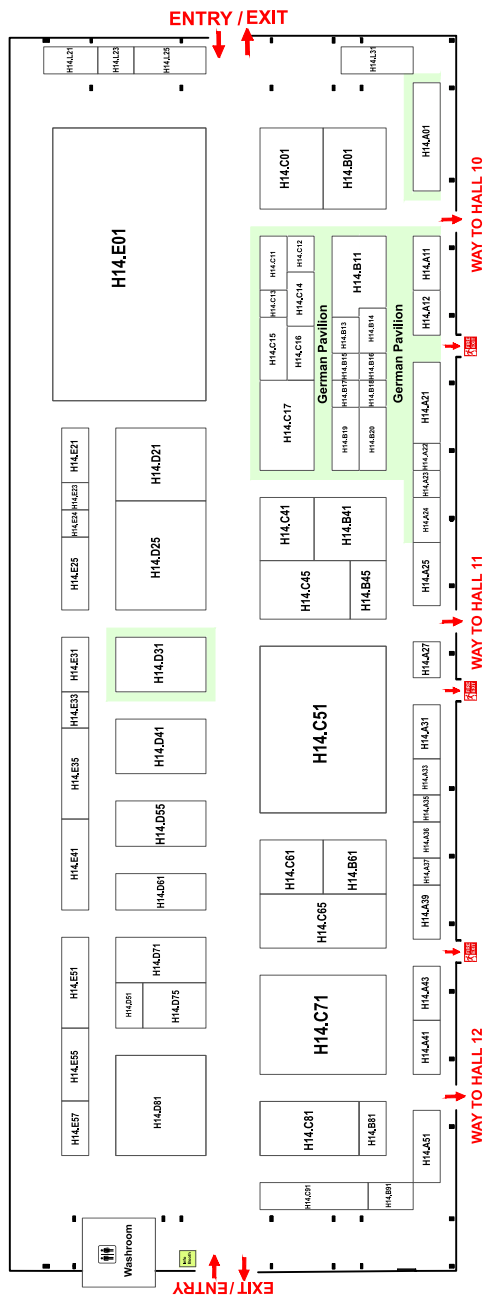 ENTRY / EXIT
H14.L21
H14.L23
H14.L25
H14.L31
H14.A01
H14.C01
H14.B01
H14.E01
WAY TO HALL 10
H14.C11
H14.C12
H14.C13
H14.C14
H14.C15
H14.C16
H14.C17
German Pavilion
H14.B11
H14.B13
H14.B14
H14.B15
H14.B16
H14.B17
H14.B18
H14.B19
H14.B20
German Pavilion
H14.A11
H14.A12
H14.A21
H14.A22
H14.A23
H14.A24
H14.A25
H14.E21
H14.E23
H14.E24
H14.E25
H14.D21
H14.D25
H14.C41
H14.B41
H14.C45
H14.B45
WAY TO HALL 11
H14.E31
H14.E33
H14.E35
H14.E41
H14.D31
H14.D41
H14.D55
H14.D61
H14.C51
H14.A27
H14.A31
H14.A33
H14.A35
H14.A36
H14.A37
H14.A39
H14.C61
H14.B61
H14.C65
H14.E51
H14.E55
H14.E57
H14.D71
H14.D51
H14.D75
H14.D81
H14.C71
H14.A43
H14.A41
WAY TO HALL 12
H14.C81
H14.B81
H14.A51
H14.C91
H14.B91
Washroom
EXIT / ENTRY